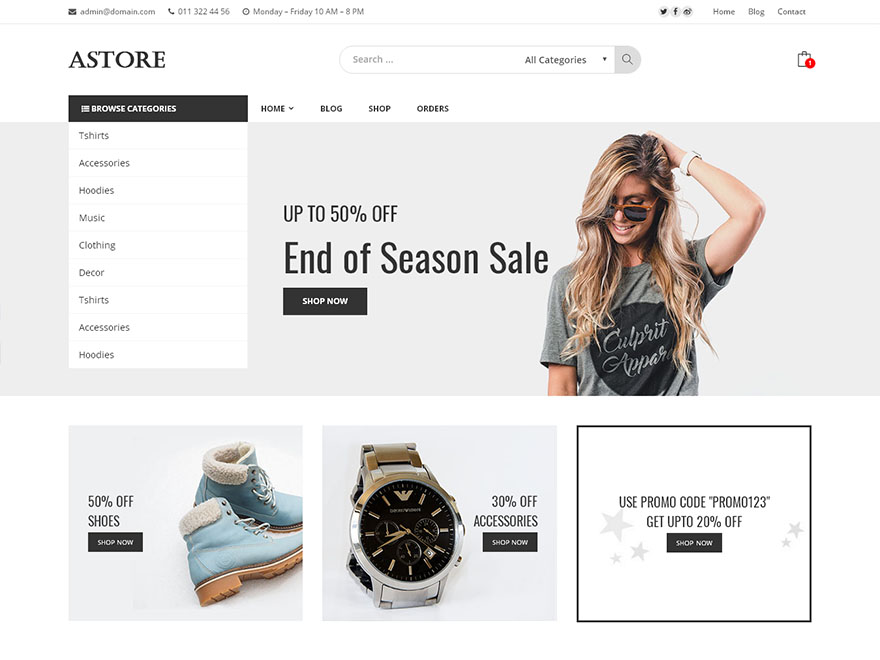 admin@domain.com 011 322 44 56 Monday – Friday 10 AM – 8 PM Home Blog Contact
ASTORE Search ... All Categories 1
BROWSE CATEGORIES HOME BLOG SHOP ORDERS
Tshirts
Accessories
Hoodies
Music
Clothing
Decor
Tshirts
Accessories
Hoodies
UP TO 50% OFF
End of Season Sale
SHOP NOW
Culprit
Appare
50% OFF
SHOES
SHOP NOW
EMPORIO ARMANI
30% OFF
ACCESSORIES
SHOP NOW
USE PROMO CODE "PROMO123"
GET UPTO 20% OFF
SHOP NOW